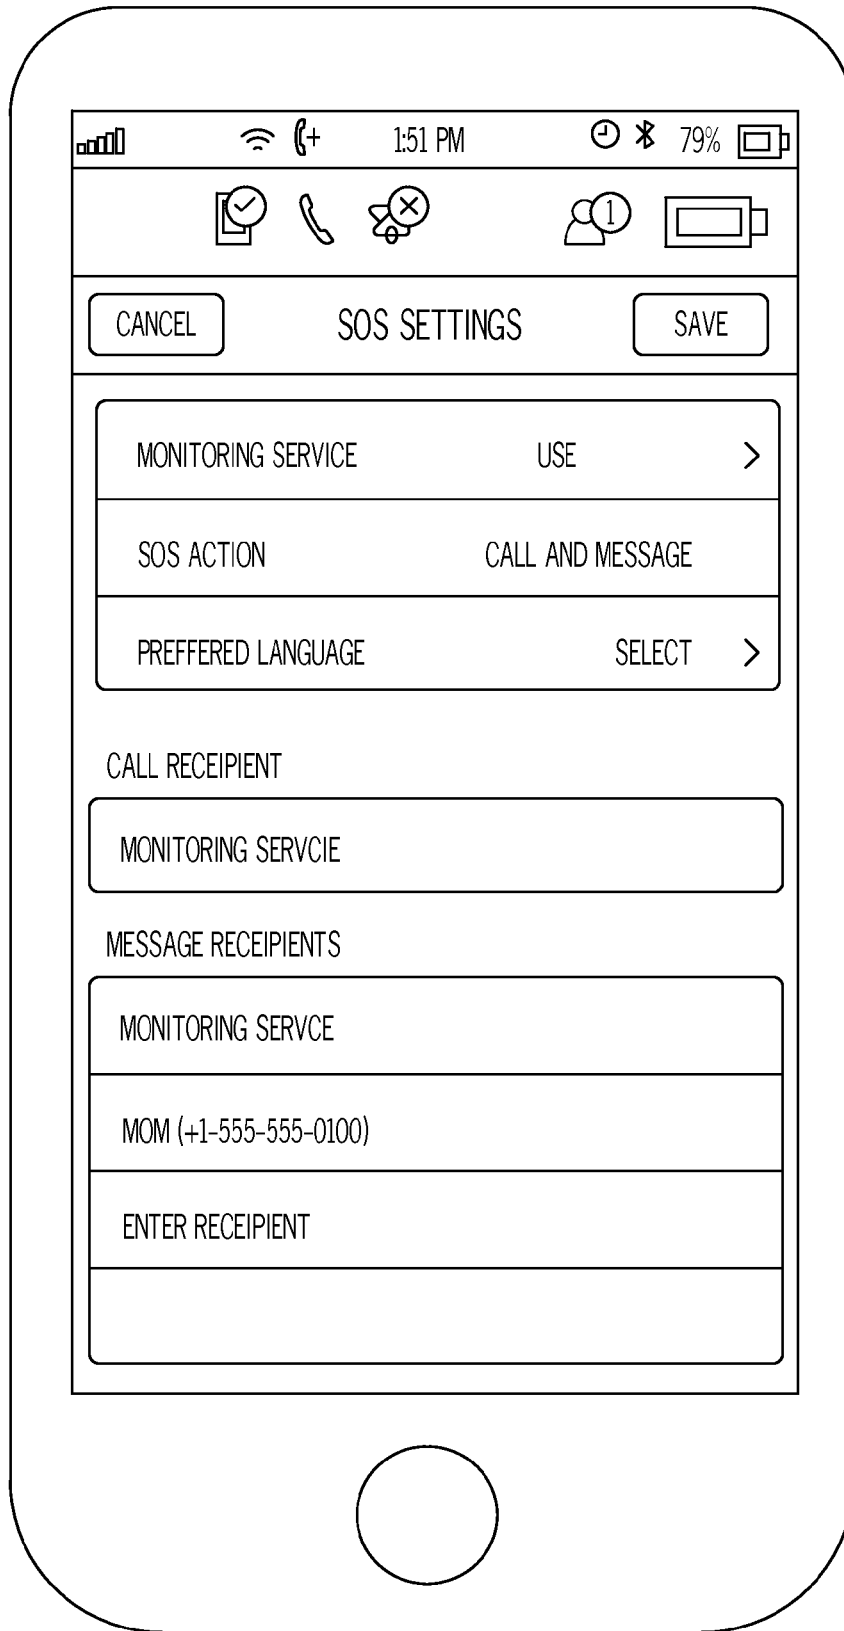 1:51 PM 79%
1
CANCEL SOS SETTINGS SAVE
MONITORING SERVICE USE >
SOS ACTION CALL AND MESSAGE
PREFFERED LANGUAGE SELECT >
CALL RECEIPIENT
MONITORING SERVCIE
MESSAGE RECEIPIENTS
MONITORING SERVCE
MOM (+1-555-555-0100)
ENTER RECEIPIENT